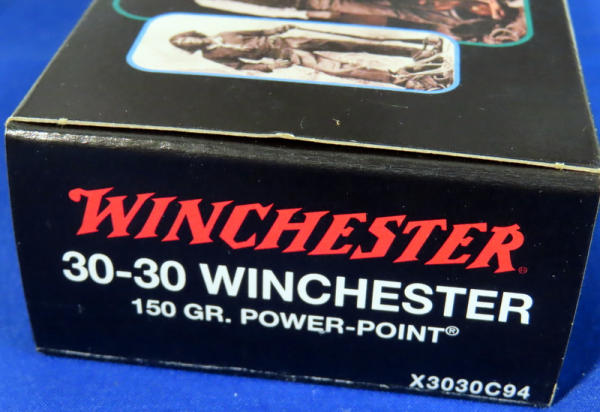 WINCHESTER®
30-30 WINCHESTER
150 GR. POWER-POINT®
X3030C94